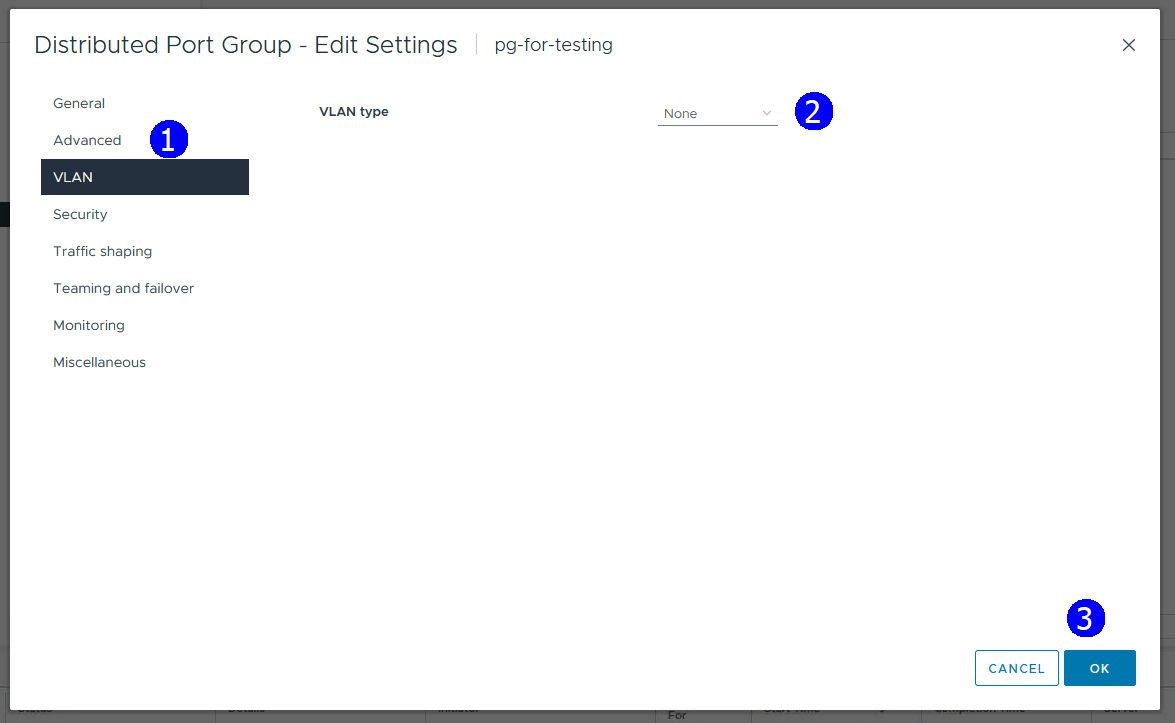 Distributed Port Group - Edit Settings | pg-for-testing
General
VLAN type
None
2
Advanced
1
VLAN
Security
Traffic shaping
Teaming and failover
Monitoring
Miscellaneous
3
CANCEL
OK
For